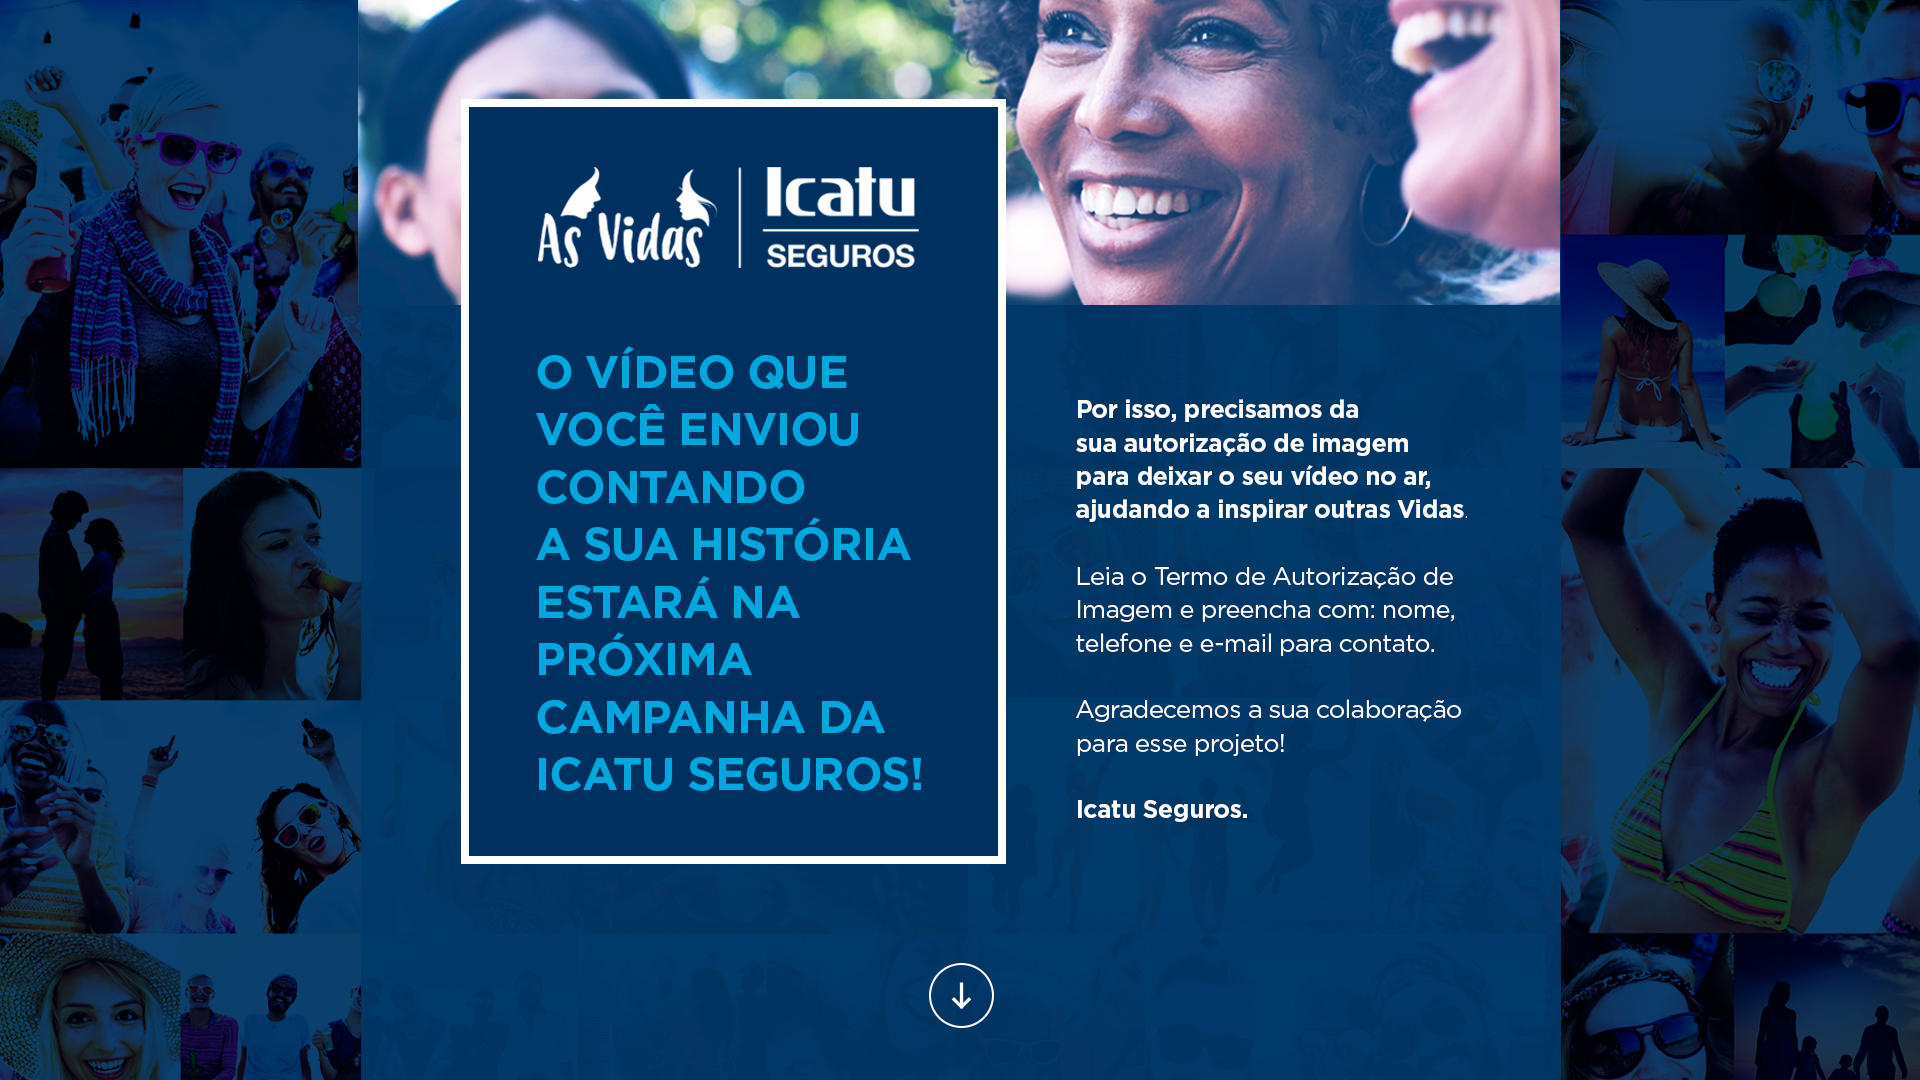 As Vidas
Icatu
SEGUROS
O VÍDEO QUE
VOCÊ ENVIOU
CONTANDO
A SUA HISTÓRIA
ESTARÁ NA
PRÓXIMA
CAMPANHA DA
ICATU SEGUROS!
Por isso, precisamos da
sua autorização de imagem
para deixar o seu vídeo no ar,
ajudando a inspirar outras Vidas.
Leia o Termo de Autorização de
Imagem e preencha com: nome,
telefone e e-mail para contato.
Agradecemos a sua colaboração
para esse projeto!
Icatu Seguros.